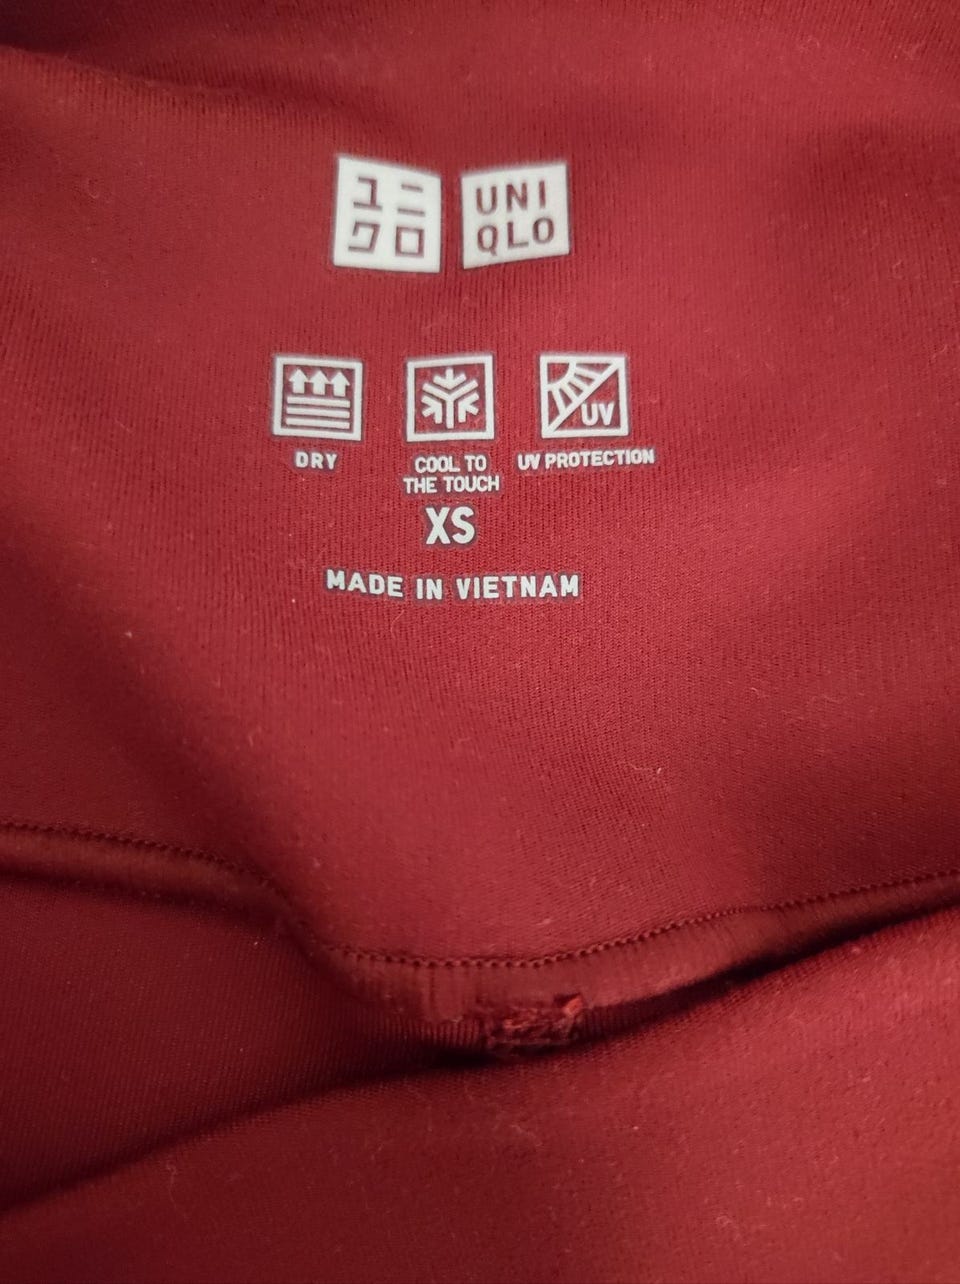 ユニ
クロ
UNI
QLO
UV
DRY
COOL TO
THE TOUCH
UV PROTECTION
XS
MADE IN VIETNAM